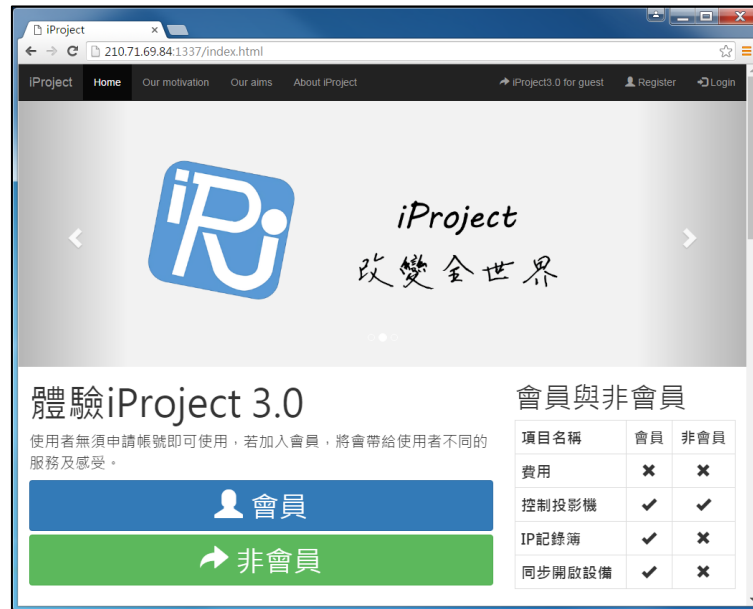 iProject
210.71.69.84:1337/index.html
iProject Home Our motivation Our aims About iProject iProject3.0 for guest Register Login
iPj
iProject
改變全世界
體驗iProject 3.0
使用者無須申請帳號即可使用，若加入會員，將會帶給使用者不同的
服務及感受。
會員
非會員
會員與非會員
項目名稱 會員 非會員
費用 ✖ ✖
控制投影機 ✔ ✔
IP記錄簿 ✔ ✖
同步開啟設備 ✔ ✖